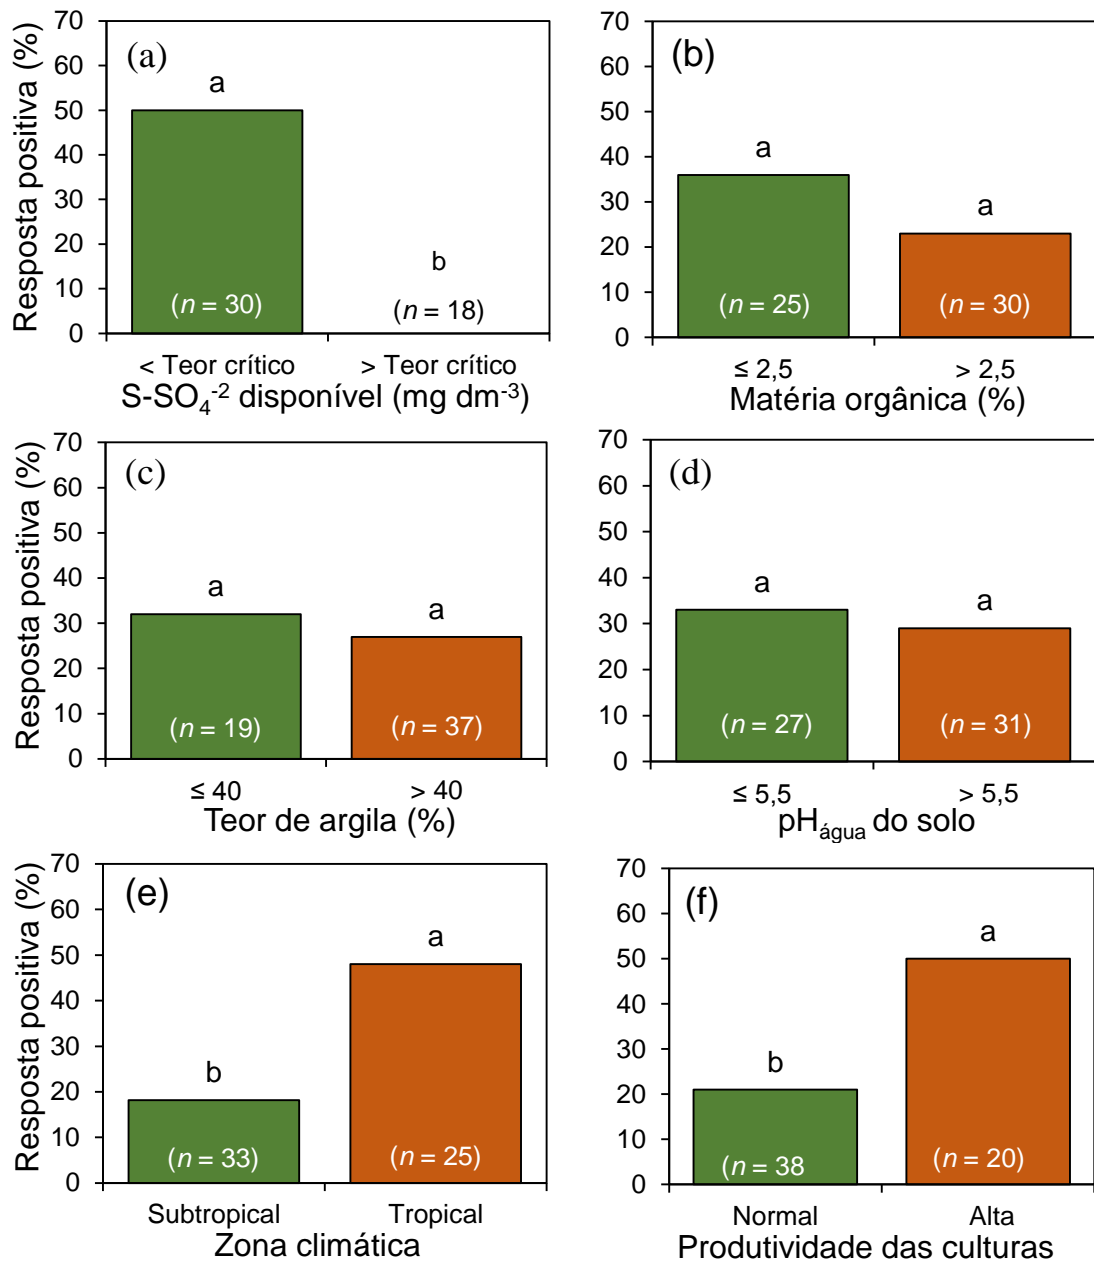 (a)
Resposta positiva (%)
70
60
50
40
30
20
10
0
a
b
(n = 30)
(n = 18)
< Teor crítico
> Teor crítico
S-SO4-2 disponível (mg dm-3)
(b)
70
60
50
40
30
20
10
0
a
a
(n = 25)
(n = 30)
≤ 2,5
> 2,5
Matéria orgânica (%)
(c)
Resposta positiva (%)
70
60
50
40
30
20
10
0
a
a
(n = 19)
(n = 37)
≤ 40
> 40
Teor de argila (%)
(d)
70
60
50
40
30
20
10
0
a
a
(n = 27)
(n = 31)
≤ 5,5
> 5,5
pHágua do solo
(e)
Resposta positiva (%)
70
60
50
40
30
20
10
0
b
a
(n = 33)
(n = 25)
Subtropical
Tropical
Zona climática
(f)
70
60
50
40
30
20
10
0
b
a
(n = 38
(n = 20)
Normal
Alta
Produtividade das culturas